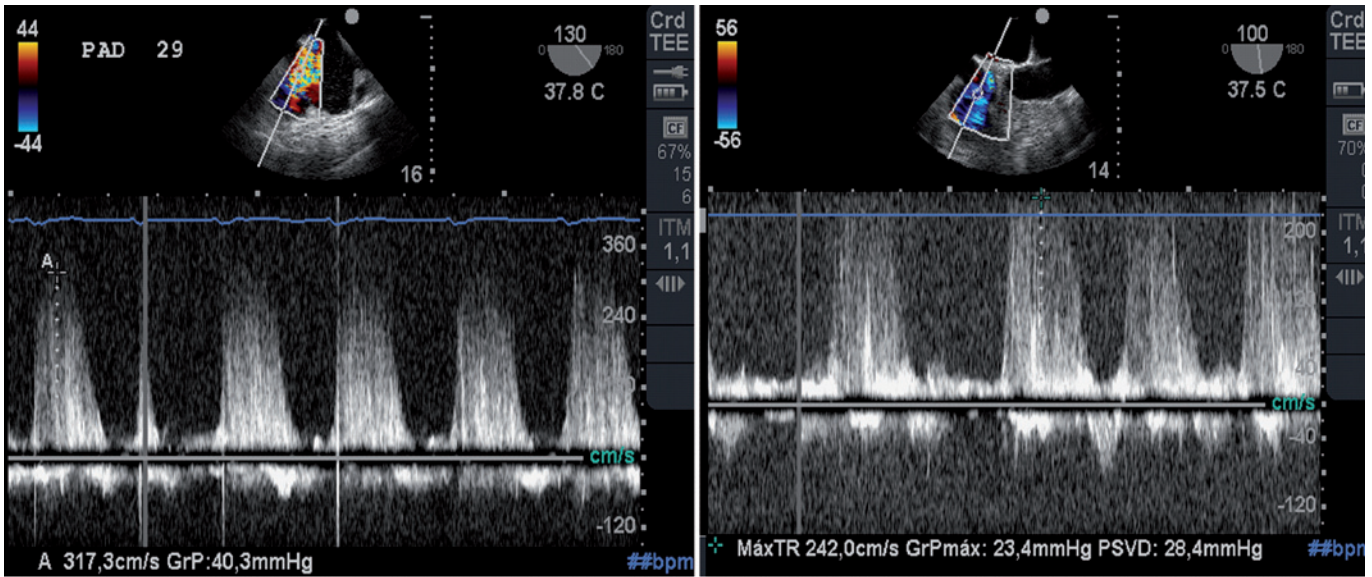 44
PAD 29
-44
130
0 180
37.8 C
16
Crd
TEE
CF
67%
15
6
ITM
1,1
A
360
240
cm/s
-120
A 317,3cm/s GrP:40,3mmHg
##bpm
56
-56
100
0 180
37.5 C
14
Crd
TEE
CF
70%
ITM
200
120
40
cm/s
-40
-120
MáxTR 242,0cm/s GrPmáx: 23,4mmHg PSVD: 28,4mmHg
##bpm